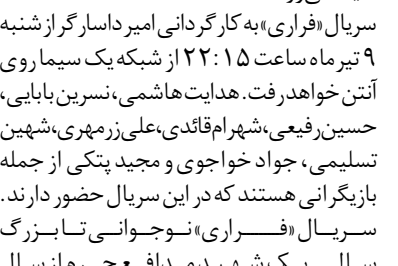 سریال «فراری» به کارگردانی امیر داسارگر از شنبه
۹ تیر ماه ساعت ۲۲:۱۵ از شبکه یک سیما روی
آنتن خواهد رفت. هدایت هاشمی، نسرین بابایی،
حسین رفیعی، شهرام قائدی، علی زرمهری، شهین
تسلیمی، جواد خواجوی و مجید پتکی از جمله
بازیگرانی هستند که در این سریال حضور دارند.
سریال «فراری» نوجوانی تا بزرگ